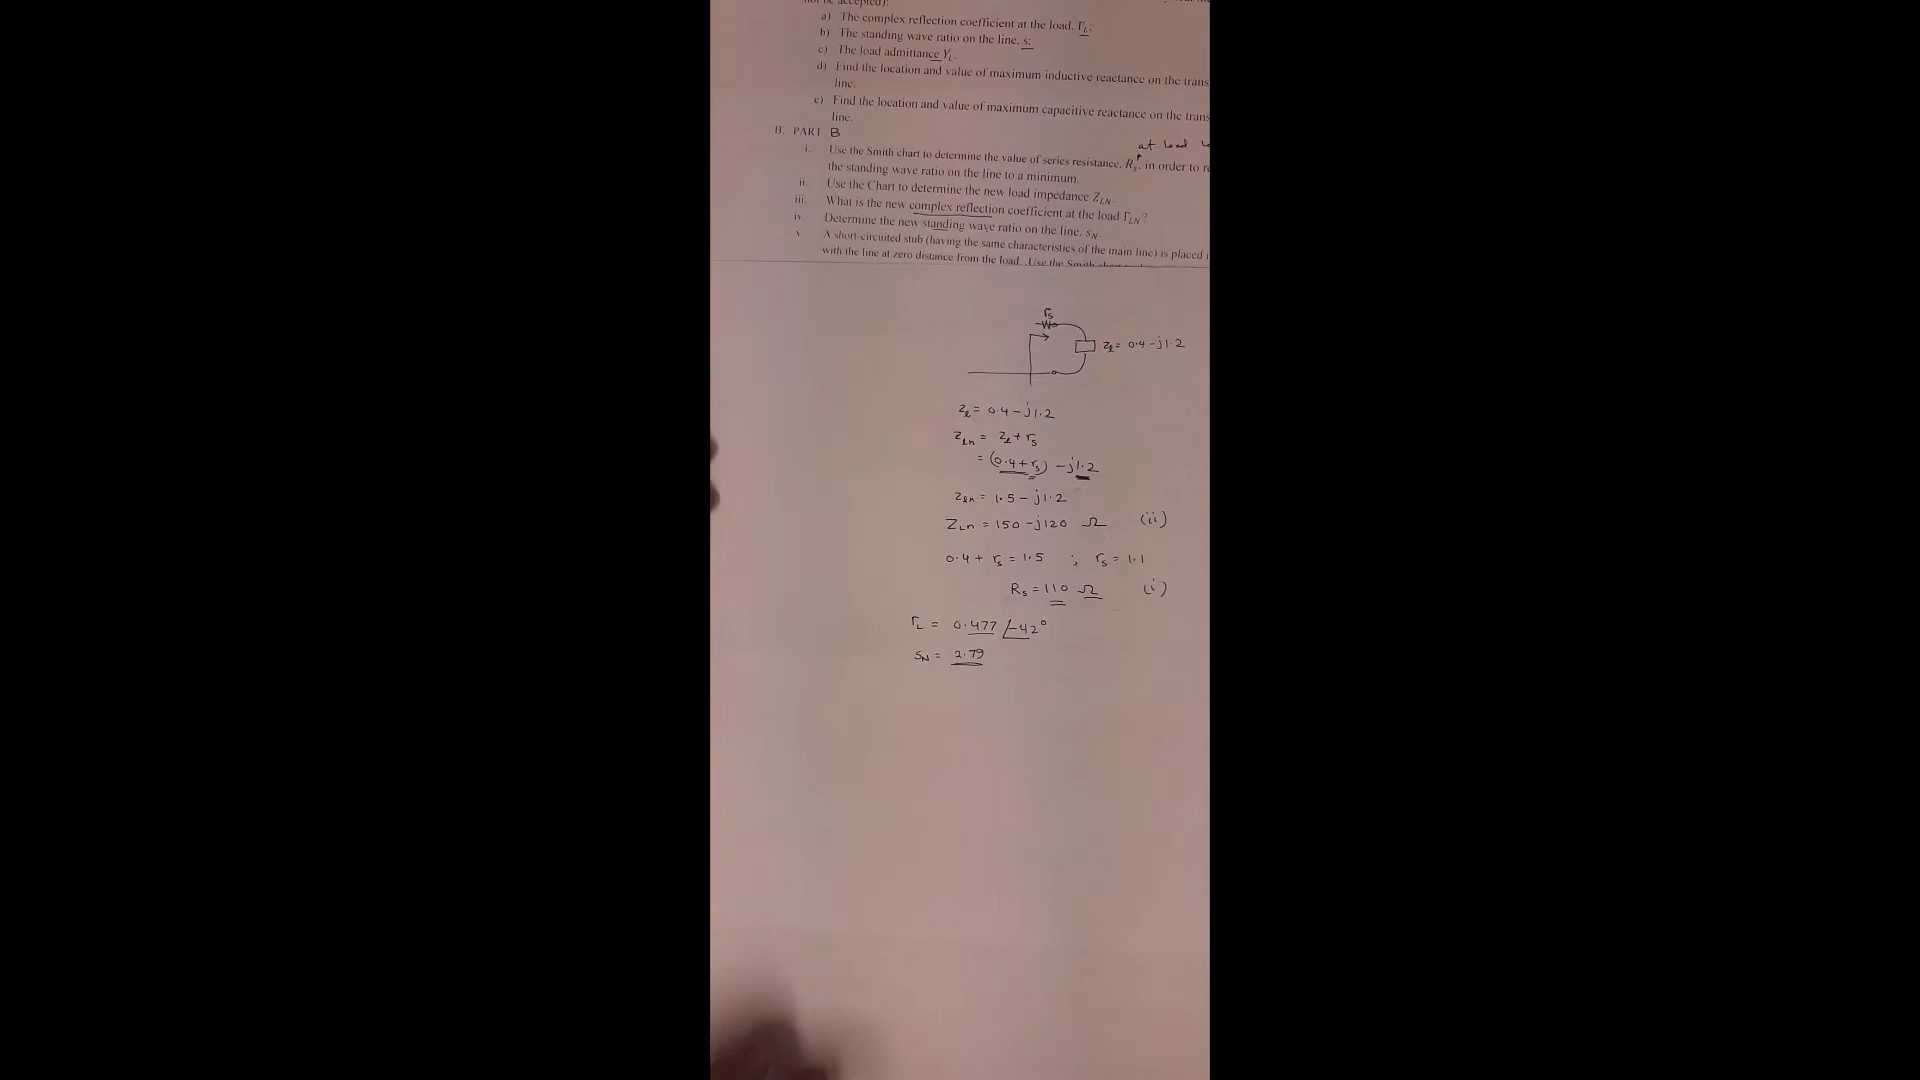 not be accepted):
a) The complex reflection coefficient at the load, Γ_L;
b) The standing wave ratio on the line, s;
c) The load admittance Y_L.
d) Find the location and value of maximum inductive reactance on the trans
line.
e) Find the location and value of maximum capacitive reactance on the trans
line.
B. PART B
at load
i. Use the Smith chart to determine the value of series resistance, R_s, in order to re
the standing wave ratio on the line to a minimum.
ii. Use the Chart to determine the new load impedance Z_LN.
iii. What is the new complex reflection coefficient at the load Γ_LN?
iv. Determine the new standing wave ratio on the line, s_N.
v. A short-circuited stub (having the same characteristics of the main line) is placed i
with the line at zero distance from the load. Use the Smith chart
r_s
z_l = 0.4 - j1.2
z_l = 0.4 - j1.2
z_ln = z_l + r_s
= (0.4 + r_s) - j1.2
z_ln = 1.5 - j1.2
Z_Ln = 150 - j120 Ω (ii)
0.4 + r_s = 1.5 ; r_s = 1.1
R_s = 110 Ω (i)
Γ_L = 0.477 ∠-42°
S_N = 2.79